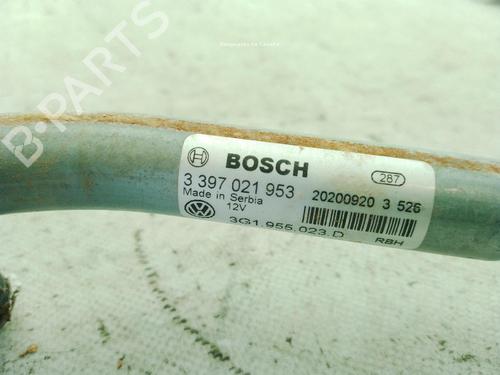 B-PARTS
BOSCH
287
3 397 021 953
Made in Serbia
12V
20200920 3 526
3G1.955.023.D
RBH